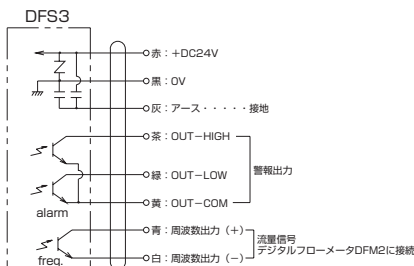 DFS3
赤：+DC24V
黒：0V
灰：アース・・・・・接地
茶：OUT−HIGH
緑：OUT−LOW
警報出力
黄：OUT−COM
alarm
青：周波数出力（+）
流量信号
デジタルフローメータDFM2に接続
白：周波数出力（−）
freq.